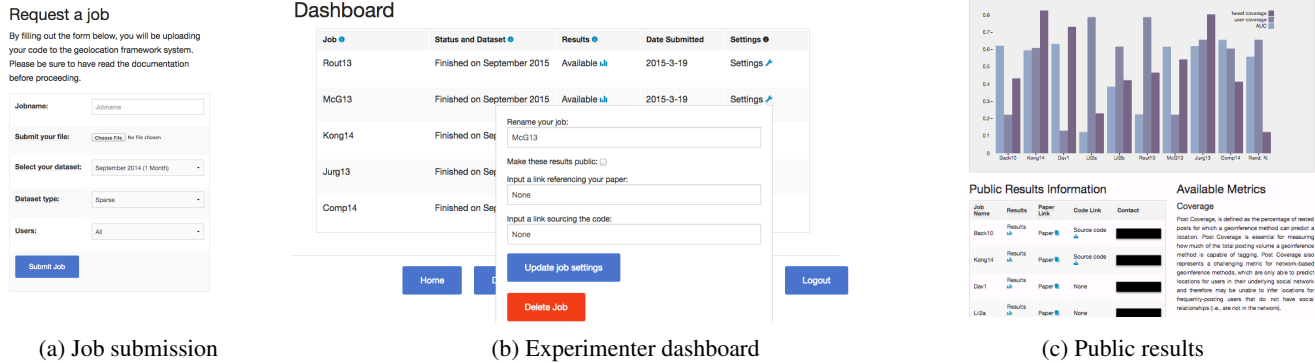 Request a job
By filling out the form below, you will be uploading
your code to the geolocation framework system.
Please be sure to have read the documentation
before proceeding.
Jobname:
Jobname
Submit your file:
Choose File No file chosen
Select your dataset:
September 2014 (1 Month)
Dataset type:
Sparse
Users:
All
Submit Job
(a) Job submission
Dashboard
Job Status and Dataset Results Date Submitted Settings
Rout13 Finished on September 2015 Available 2015-3-19 Settings
McG13 Finished on September 2015 Available 2015-3-19 Settings
Kong14 Finished on Sep
Jurg13 Finished on Sep
Comp14 Finished on Sep
Rename your job:
McG13
Make these results public:
Input a link referencing your paper:
None
Input a link sourcing the code:
None
Update job settings
Delete Job
Home
D
Logout
(b) Experimenter dashboard
tweet coverage
user coverage
AUC
0.8
0.7
0.6
0.5
0.4
0.3
0.2
0.1
0
Back10 Kong14 Dav1 Li12a Li12b Rout13 McG13 Jurg13 Comp14 Rand. N.
Public Results Information
Job Name Results Paper Link Code Link Contact
Back10 Results Paper Source code
Kong14 Results Paper Source code
Dav1 Results Paper None
Li12a Results Paper None
Available Metrics
Coverage
Post Coverage, is defined as the percentage of tested
posts for which a geoinference method can predict a
location. Post Coverage is essential for measuring
how much of the total posting volume a geoinference
method is capable of tagging. Post Coverage also
represents a challenging metric for network-based
geoinference methods, which are only able to predict
locations for users in their underlying social network
and therefore may be unable to infer locations for
frequently-posting users that do not have social
relationships (i.e., are not in the network).
(c) Public results